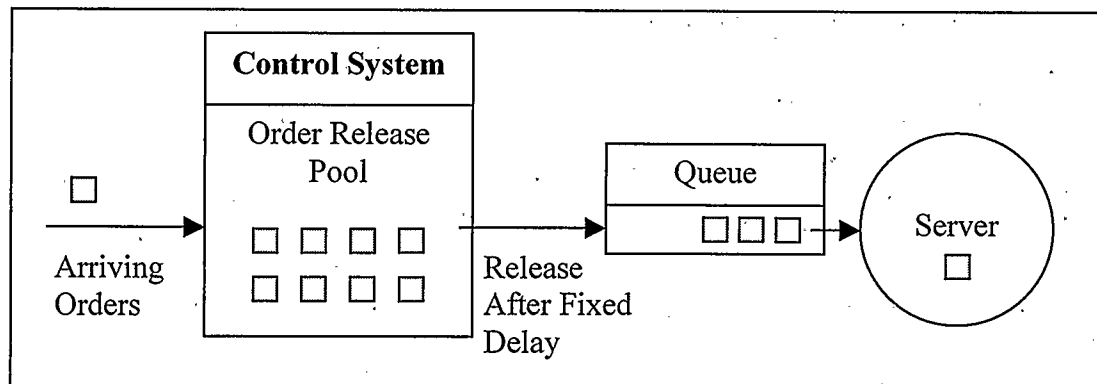 Control System
Order Release
Pool
Arriving
Orders
Release
After Fixed
Delay
Queue
Server